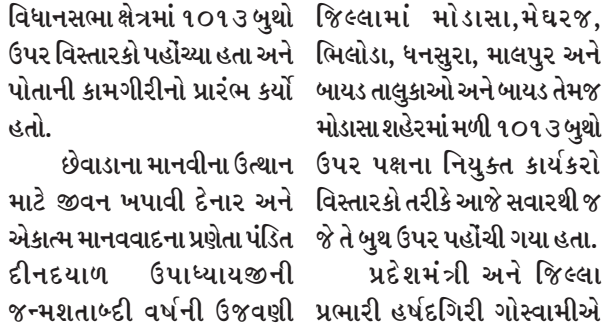 વિધાનસભા ક્ષેત્રમાં ૧૦૧૩ બુથો
ઉપર વિસ્તારકો પહોંચ્યા હતા અને
પોતાની કામગીરીનો પ્રારંભ કર્યો
હતો.
છેવાડાના માનવીના ઉત્થાન
માટે જીવન ખપાવી દેનાર અને
એકાત્મ માનવવાદના પ્રણેતા પંડિત
દીનદયાળ ઉપાધ્યાયજીની
જન્મશતાબ્દી વર્ષની ઉજવણી
જિલ્લામાં મોડાસા,મેઘરજ,
ભિલોડા, ધનસુરા, માલપુર અને
બાયડ તાલુકાઓ અને બાયડ તેમજ
મોડાસા શહેરમાં મળી ૧૦૧૩ બુથો
ઉપર પક્ષના નિયુક્ત કાર્યકરો
વિસ્તારકો તરીકે આજે સવારથી જ
જે તે બુથ ઉપર પહોંચી ગયા હતા.
પ્રદેશમંત્રી અને જિલ્લા
પ્રભારી હર્ષદગિરી ગોસ્વામીએ